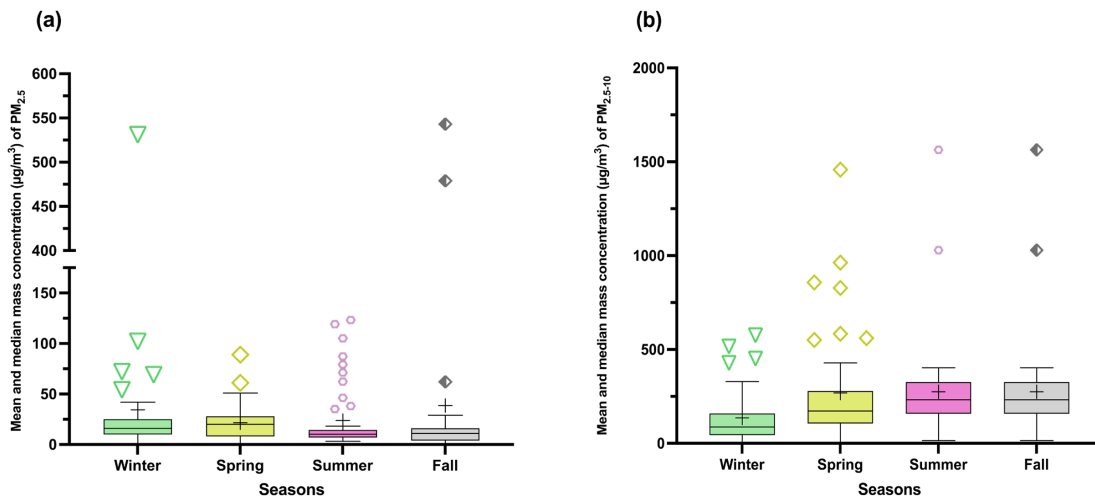 (a)
Mean and median mass concentration (µg/m³) of PM2.5
600
550
500
450
400
150
100
50
0
Winter
Spring
Summer
Fall
Seasons
(b)
Mean and median mass concentration (µg/m³) of PM2.5-10
2000
1500
1000
500
0
Winter
Spring
Summer
Fall
Seasons